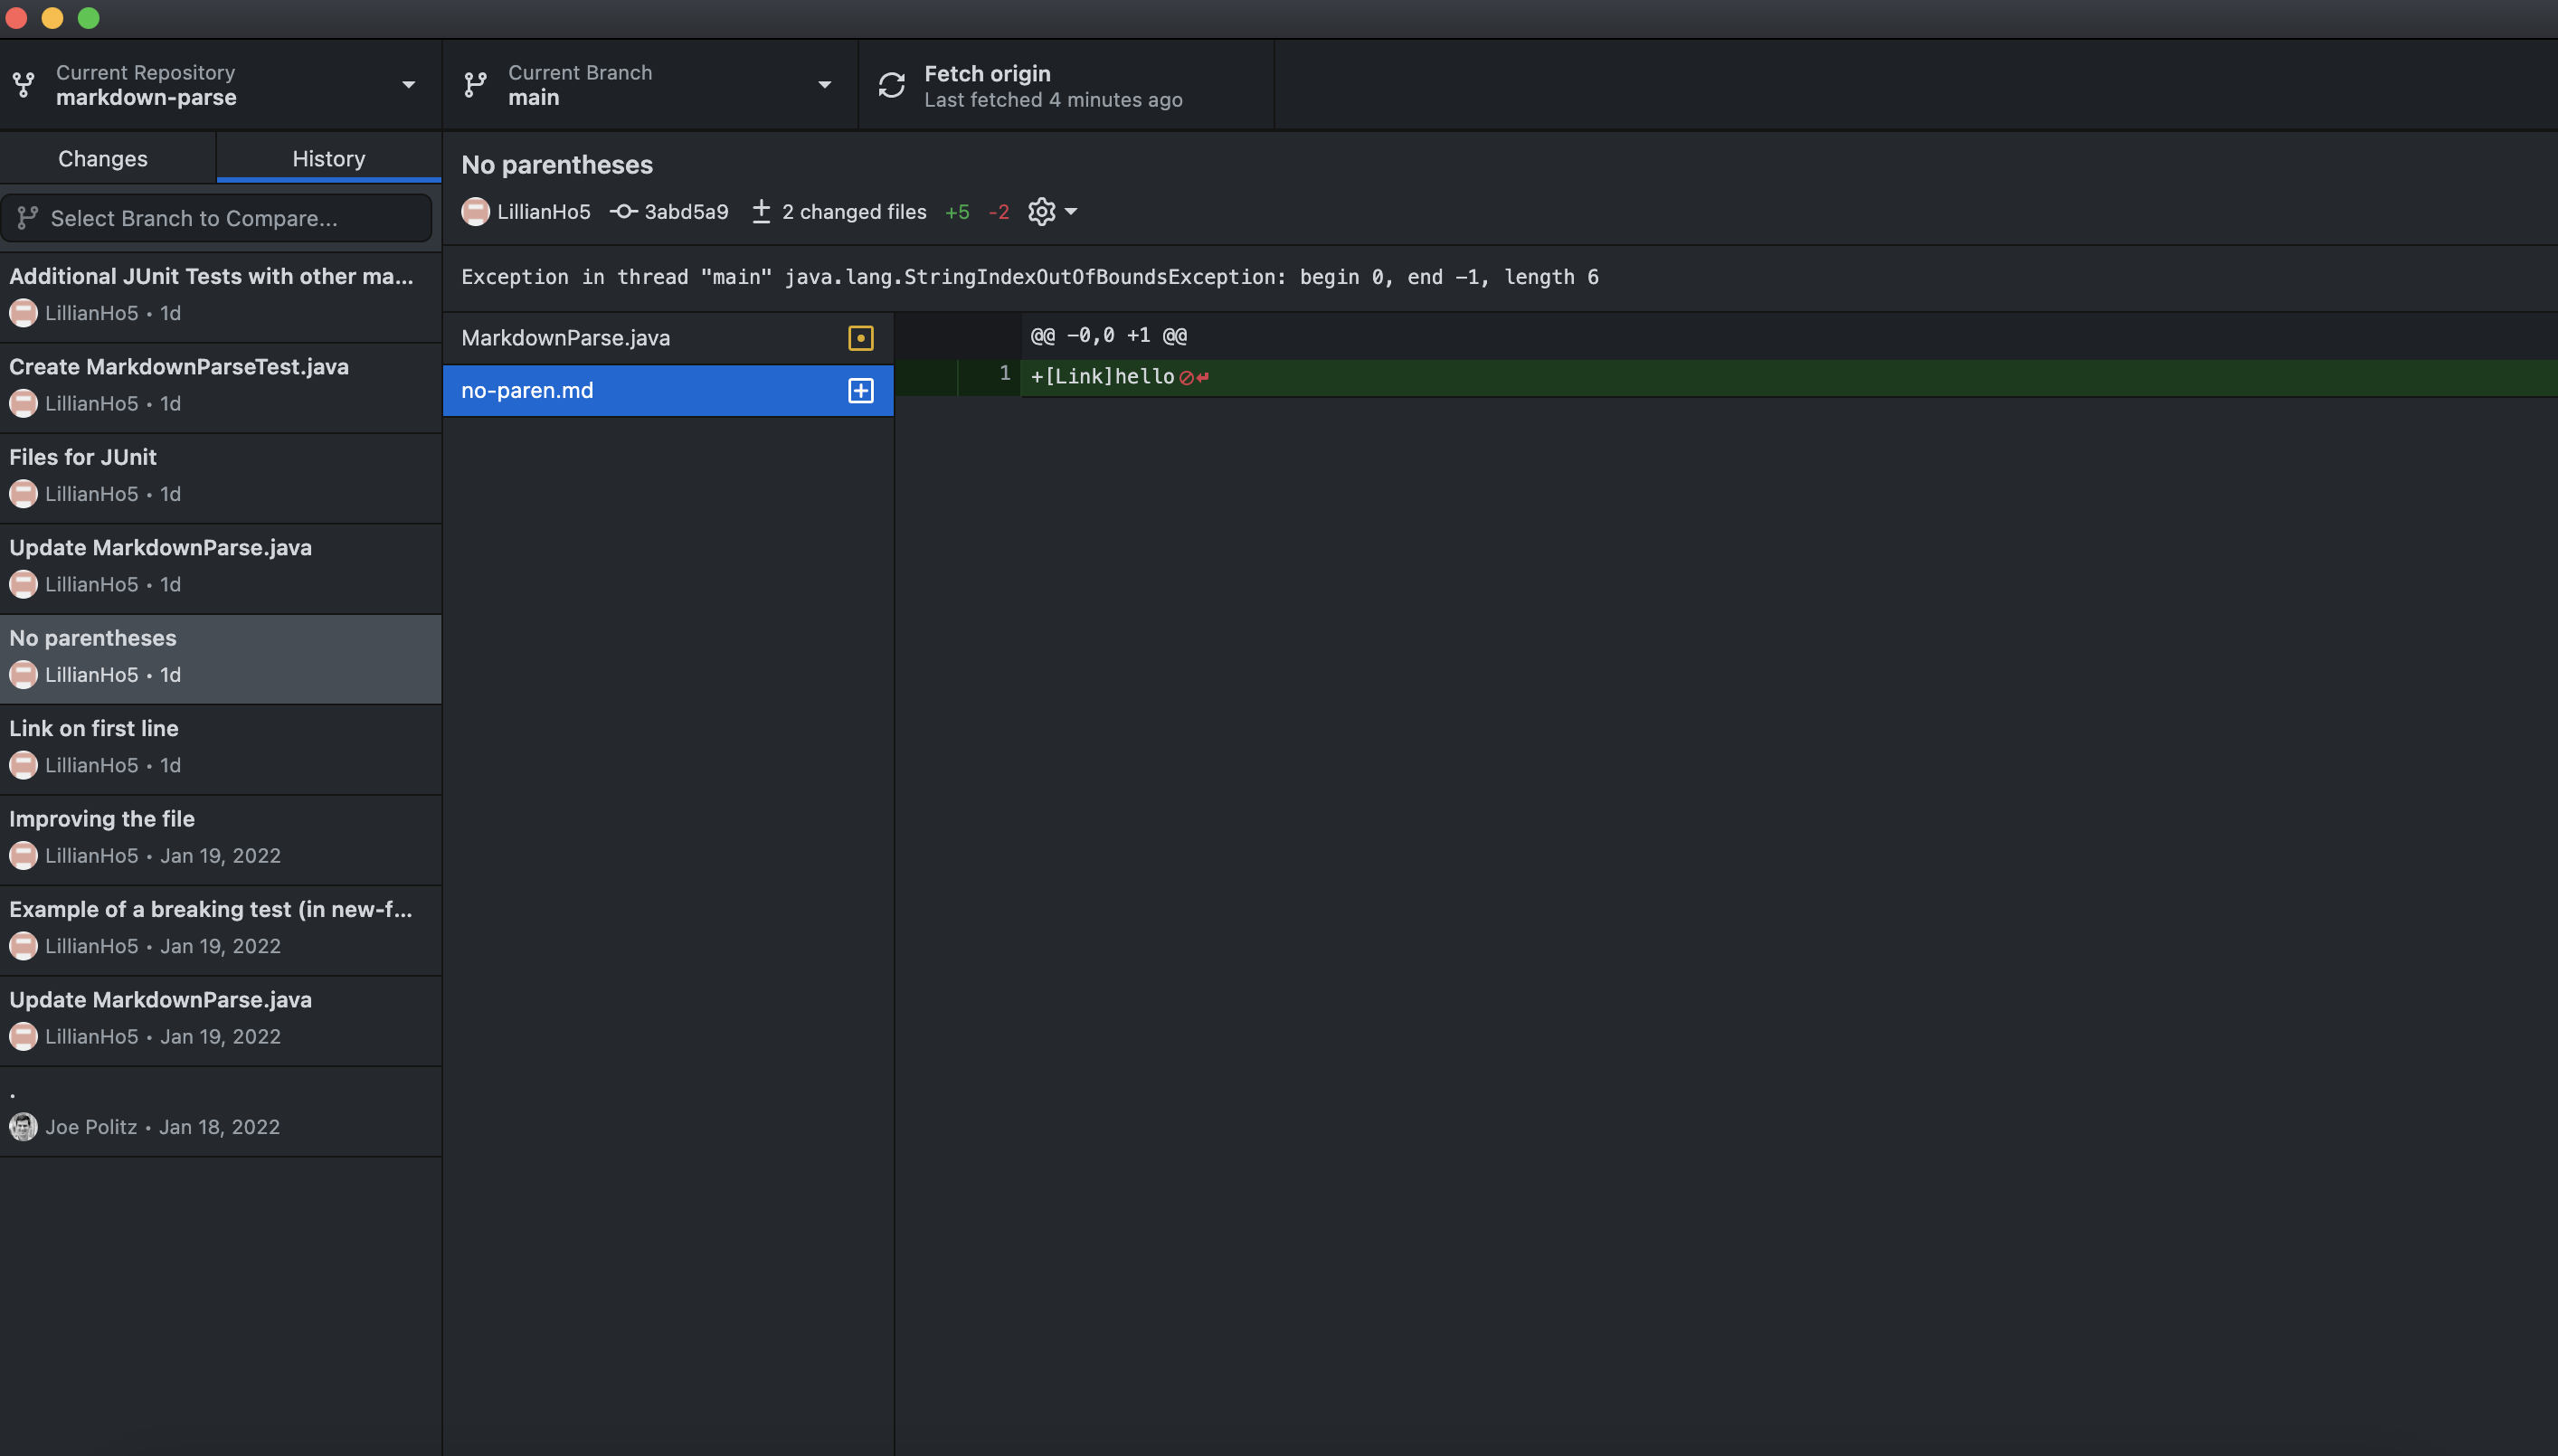 Current Repository
markdown-parse
Current Branch
main
Fetch origin
Last fetched 4 minutes ago
Changes
History
Select Branch to Compare...
Additional JUnit Tests with other ma...
LillianHo5 • 1d
Create MarkdownParseTest.java
LillianHo5 • 1d
Files for JUnit
LillianHo5 • 1d
Update MarkdownParse.java
LillianHo5 • 1d
No parentheses
LillianHo5 • 1d
Link on first line
LillianHo5 • 1d
Improving the file
LillianHo5 • Jan 19, 2022
Example of a breaking test (in new-f...
LillianHo5 • Jan 19, 2022
Update MarkdownParse.java
LillianHo5 • Jan 19, 2022
.
Joe Politz • Jan 18, 2022
No parentheses
LillianHo5 3abd5a9 2 changed files +5 -2
Exception in thread "main" java.lang.StringIndexOutOfBoundsException: begin 0, end -1, length 6
MarkdownParse.java
no-paren.md
@@ -0,0 +1 @@
1 +[Link]hello